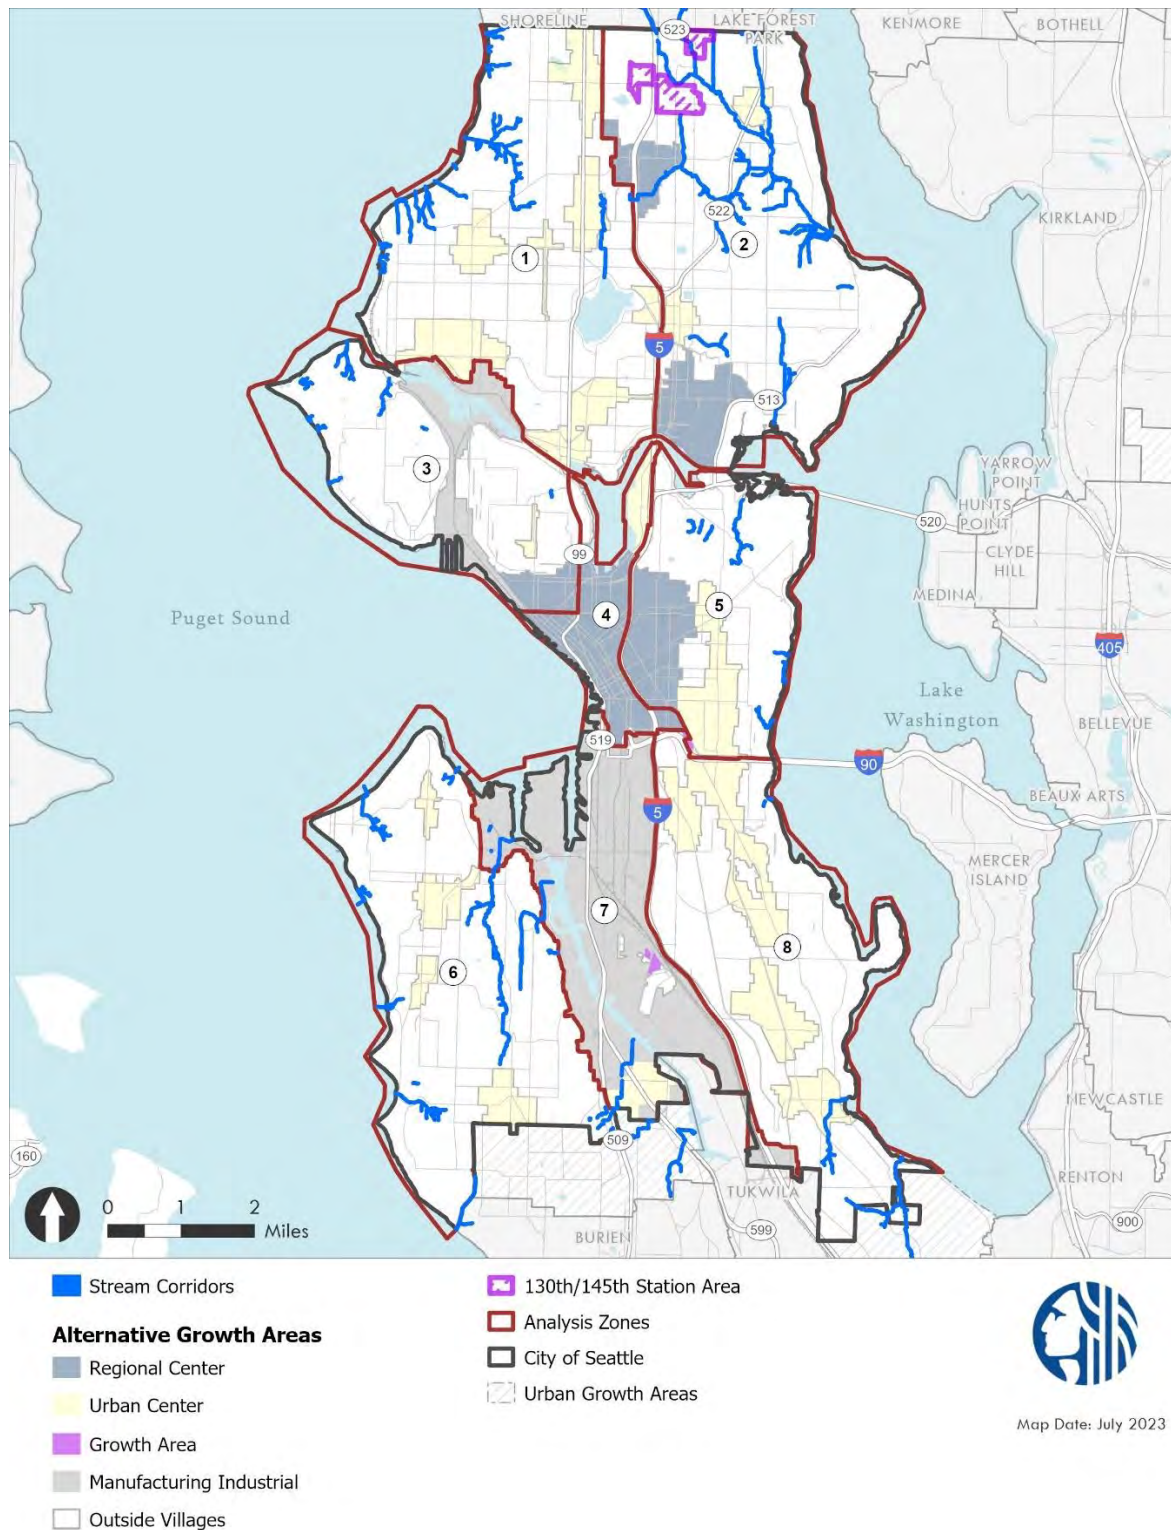 SHORELINE
LAKE FOREST
PARK
KENMORE
BOTHELL
523
KIRKLAND
522
1
2
5
513
3
YARROW
POINT
HUNTS
POINT
520
CLYDE
HILL
99
MEDINA
Puget Sound
4
5
405
Lake
Washington
BELLEVUE
519
90
BEAUX ARTS
5
MERCER
ISLAND
7
8
6
NEWCASTLE
160
509
RENTON
TUKWILA
900
599
BURIEN
0 1 2
Miles
Stream Corridors
Alternative Growth Areas
Regional Center
Urban Center
Growth Area
Manufacturing Industrial
Outside Villages
130th/145th Station Area
Analysis Zones
City of Seattle
Urban Growth Areas
Map Date: July 2023